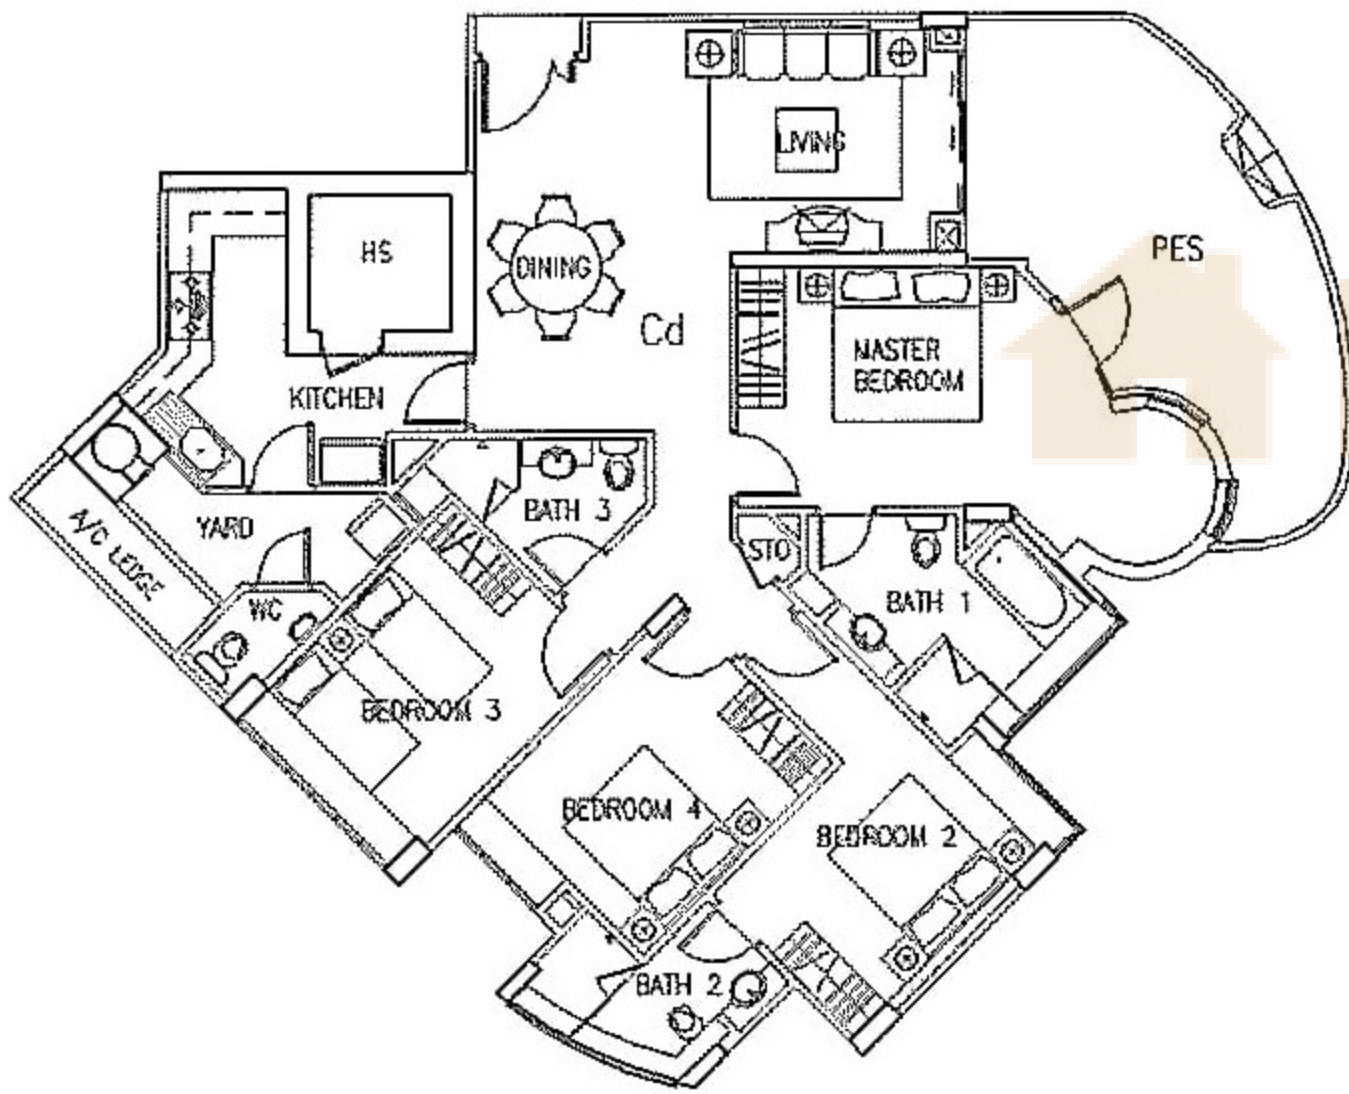 LIVING
HS
PES
DINING
Cd
MASTER
BEDROOM
KITCHEN
BATH 3
YARD
A/C LEDGE
STO
WC
BATH 1
BEDROOM 3
BEDROOM 4
BEDROOM 2
BATH 2